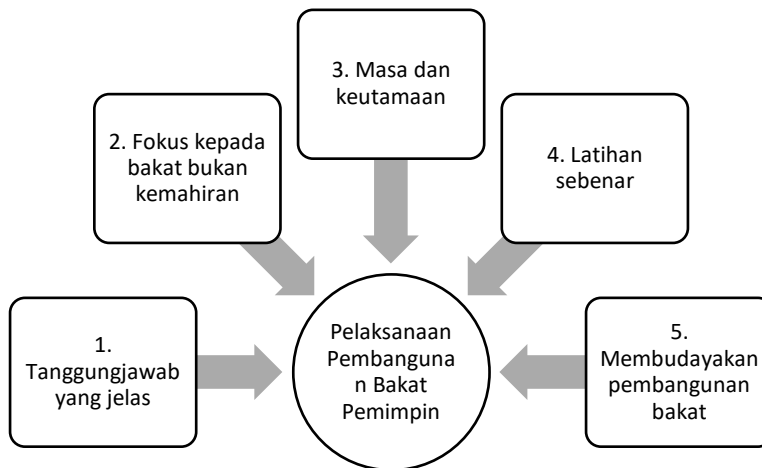 1.
Tanggungjawab
yang jelas
2. Fokus kepada
bakat bukan
kemahiran
3. Masa dan
keutamaan
4. Latihan
sebenar
5.
Membudayakan
pembangunan
bakat
Pelaksanaan
Pembanguna
n Bakat
Pemimpin